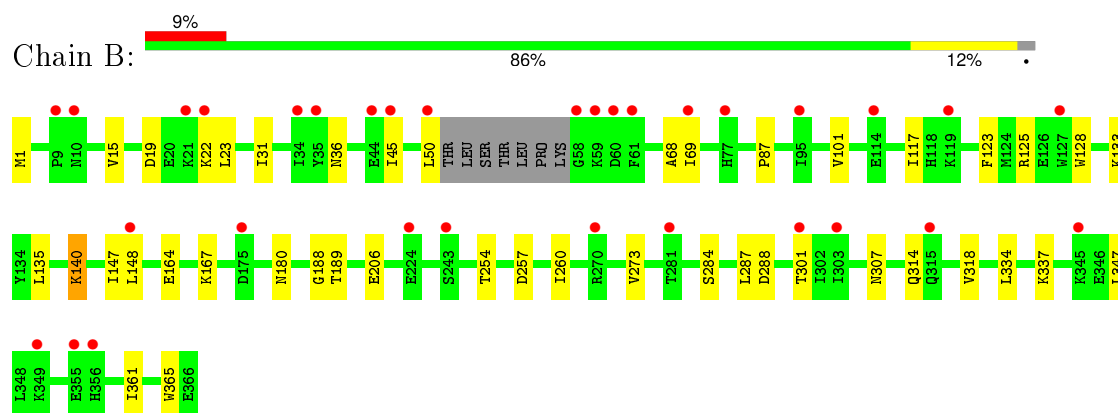 9%
Chain B:
86% 12% •
M1 P9 N10 V15 D19 E20 K21 K22 L23 I31 I34 Y35 N36 E44 I45 L50 THR LEU SER THR LEU PRO LYS G58 K59 D60 F61 A68 I69 H77 P87 I95 V101 E114 I117 H118 K119 F123 M124 R125 E126 W127 W128 K133
Y134 L135 K140 I147 L148 E164 K167 D175 N180 G188 T189 E206 E224 S243 T254 D257 I260 R270 V273 T281 S284 L287 D288 T301 I302 I303 N307 Q314 Q315 V318 L334 K337 K345 E346 L347
L348 K349 E355 H356 I361 W365 E366